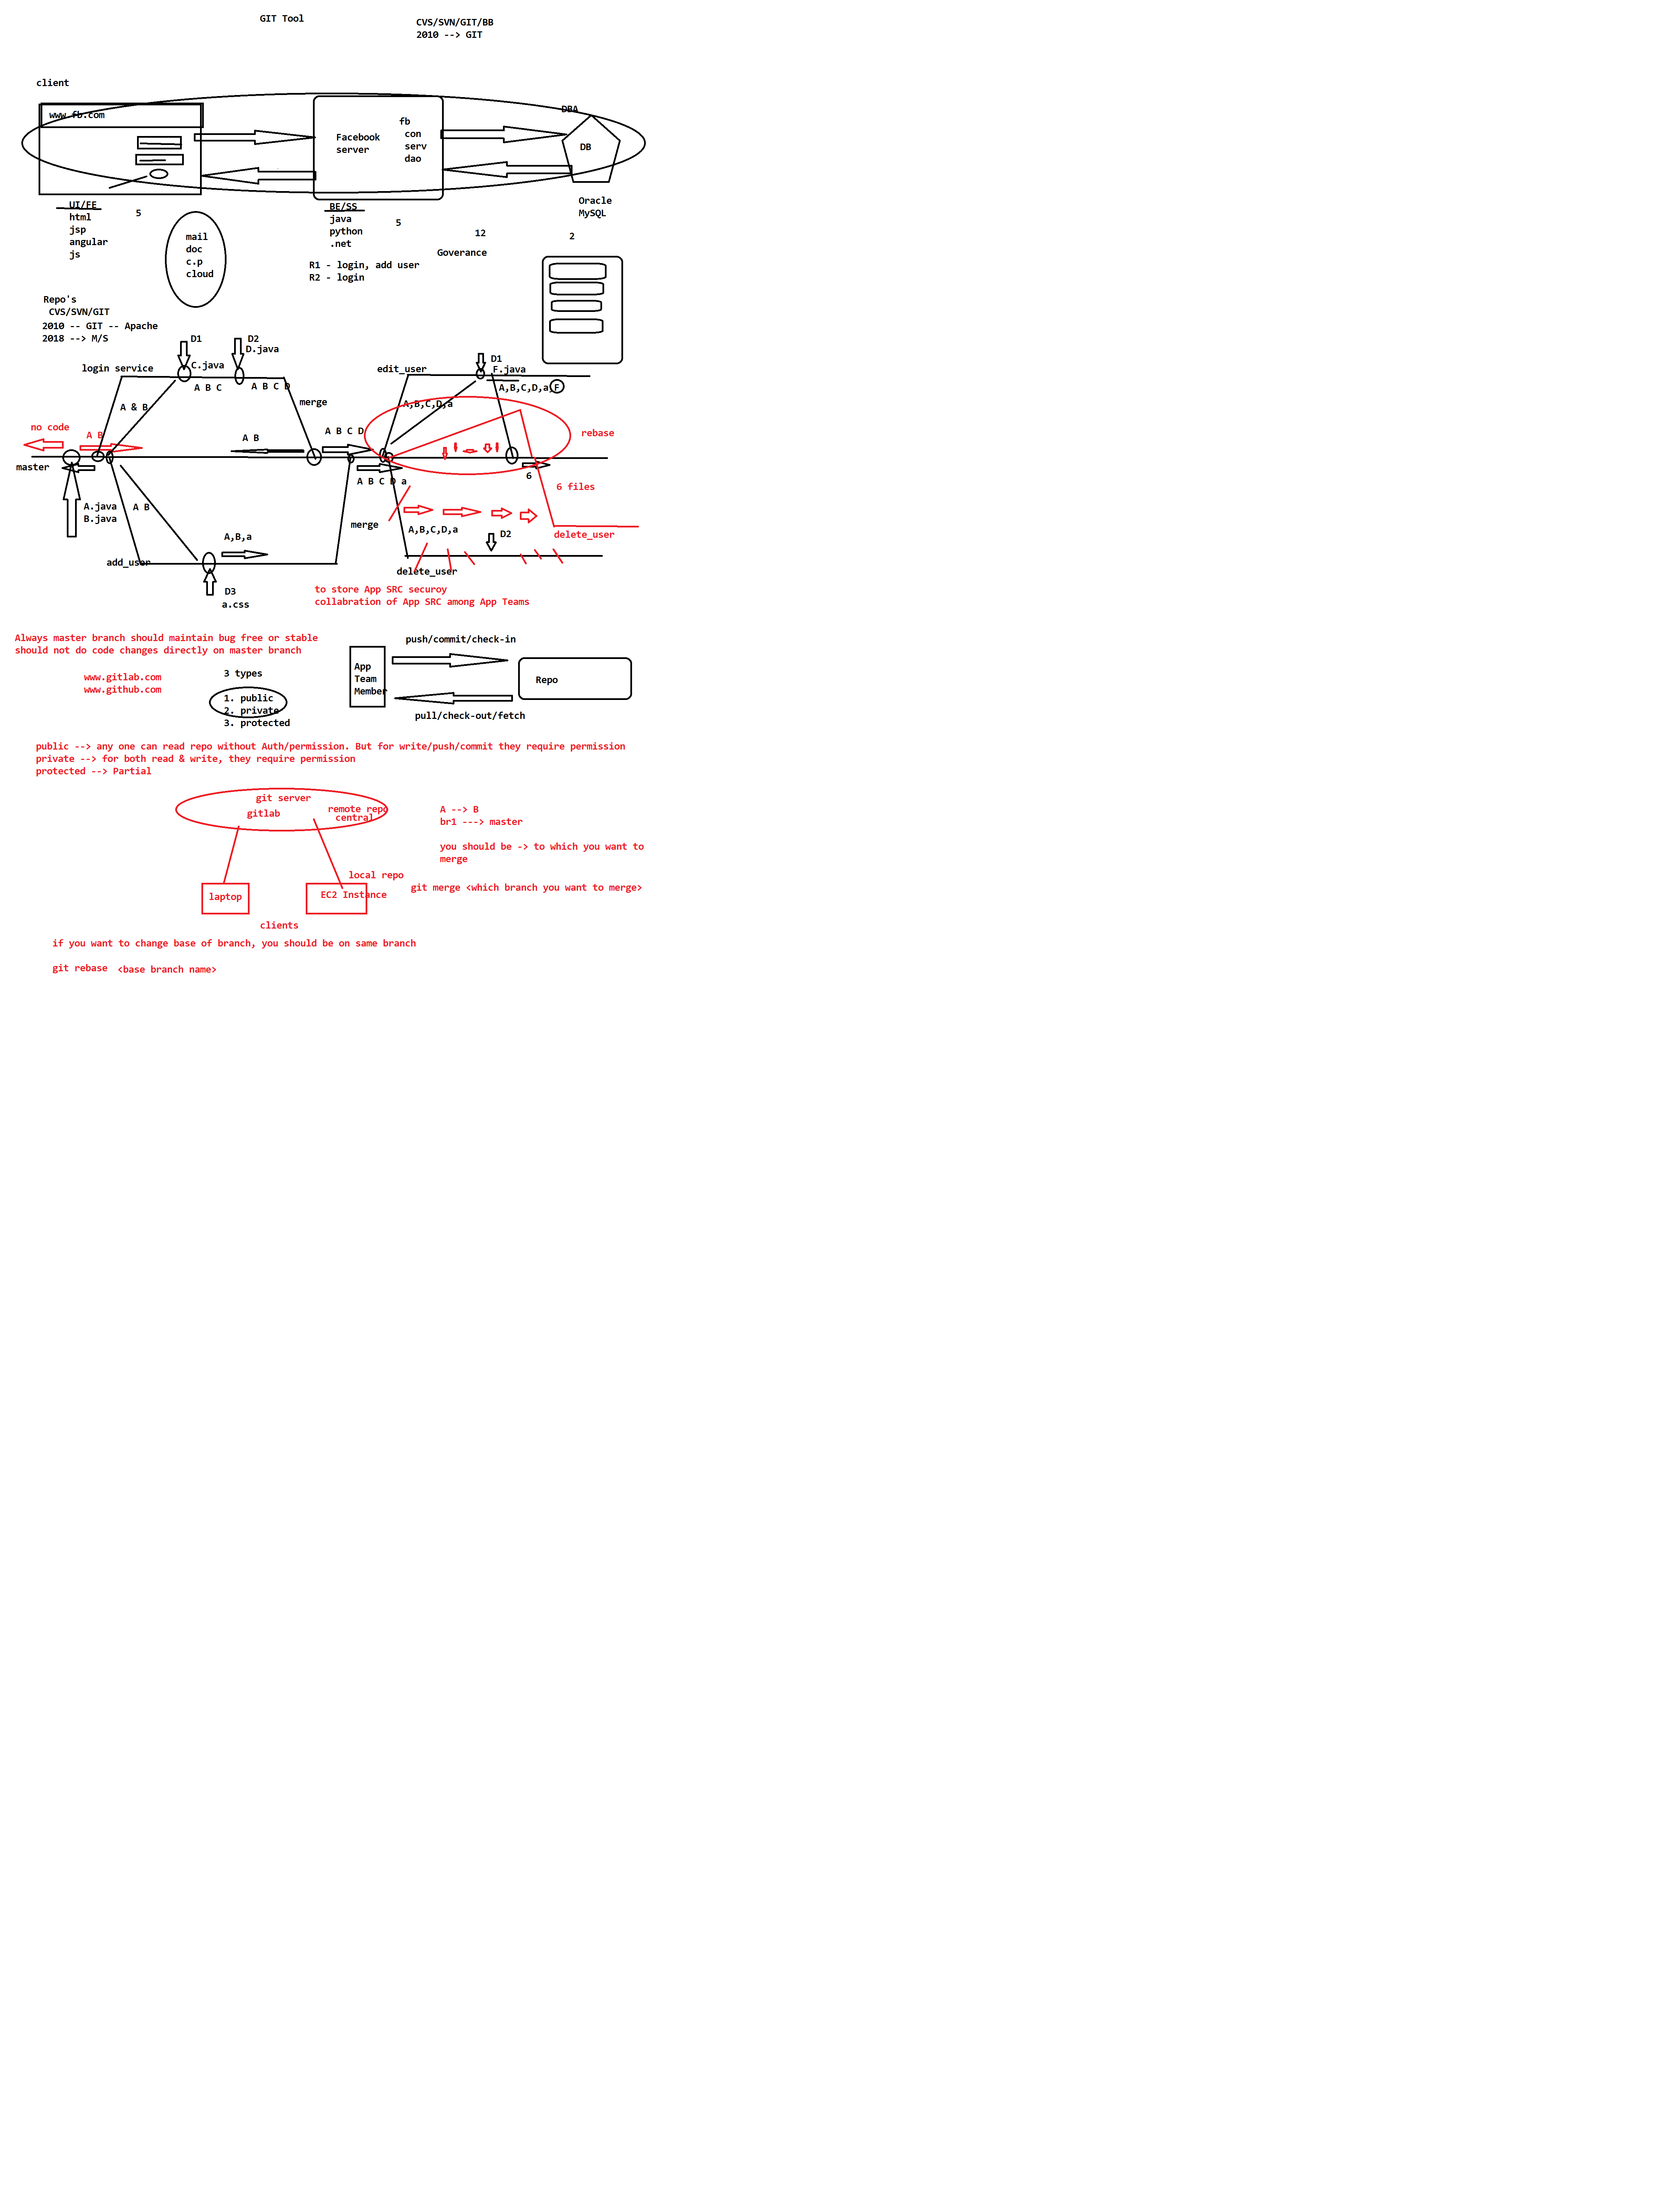 GIT Tool
CVS/SVN/GIT/BB
2010 --> GIT
client
www.fb.com
Facebook
server
fb
con
serv
dao
DBA
DB
UI/FE
html
jsp
angular
js
5
mail
doc
c.p
cloud
BE/SS
java
python
.net
5
12
Goverance
Oracle
MySQL
2
R1 - login, add user
R2 - login
Repo's
CVS/SVN/GIT
2010 -- GIT -- Apache
2018 --> M/S
D1
C.java
D2
D.java
login service
A B C
A B C D
A & B
merge
edit_user
D1
F.java
A,B,C,D,a,F
A,B,C,D,a
no code
A B
A B
A B C D
rebase
master
A B C D a
6
6 files
A.java
B.java
A B
merge
A,B,C,D,a
D2
delete_user
A,B,a
add_user
delete_user
D3
a.css
to store App SRC securoy
collabration of App SRC among App Teams
Always master branch should maintain bug free or stable
should not do code changes directly on master branch
push/commit/check-in
App
Team
Member
Repo
pull/check-out/fetch
www.gitlab.com
www.github.com
3 types
1. public
2. private
3. protected
public --> any one can read repo without Auth/permission. But for write/push/commit they require permission
private --> for both read & write, they require permission
protected --> Partial
git server
gitlab
remote repo
central
A --> B
br1 ---> master
you should be -> to which you want to
merge
local repo
laptop
EC2 Instance
git merge <which branch you want to merge>
clients
if you want to change base of branch, you should be on same branch
git rebase <base branch name>